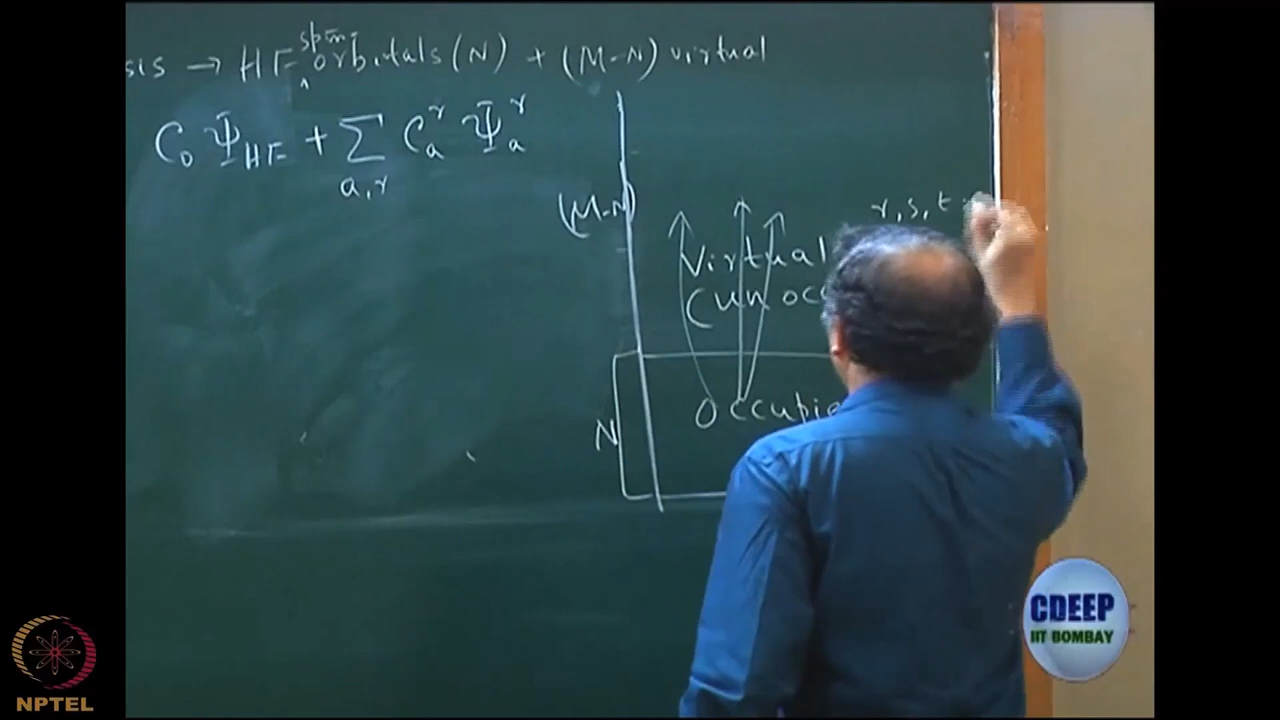 sis → HF spin orbitals (N) + (M-N) virtual
C₀ Ψ_HF + Σ_{a,r} C_a^r Ψ_a^r
(M-N)
r, s, t
Virtual
(unocc
Occupie
N
CDEEP
IIT BOMBAY
NPTEL